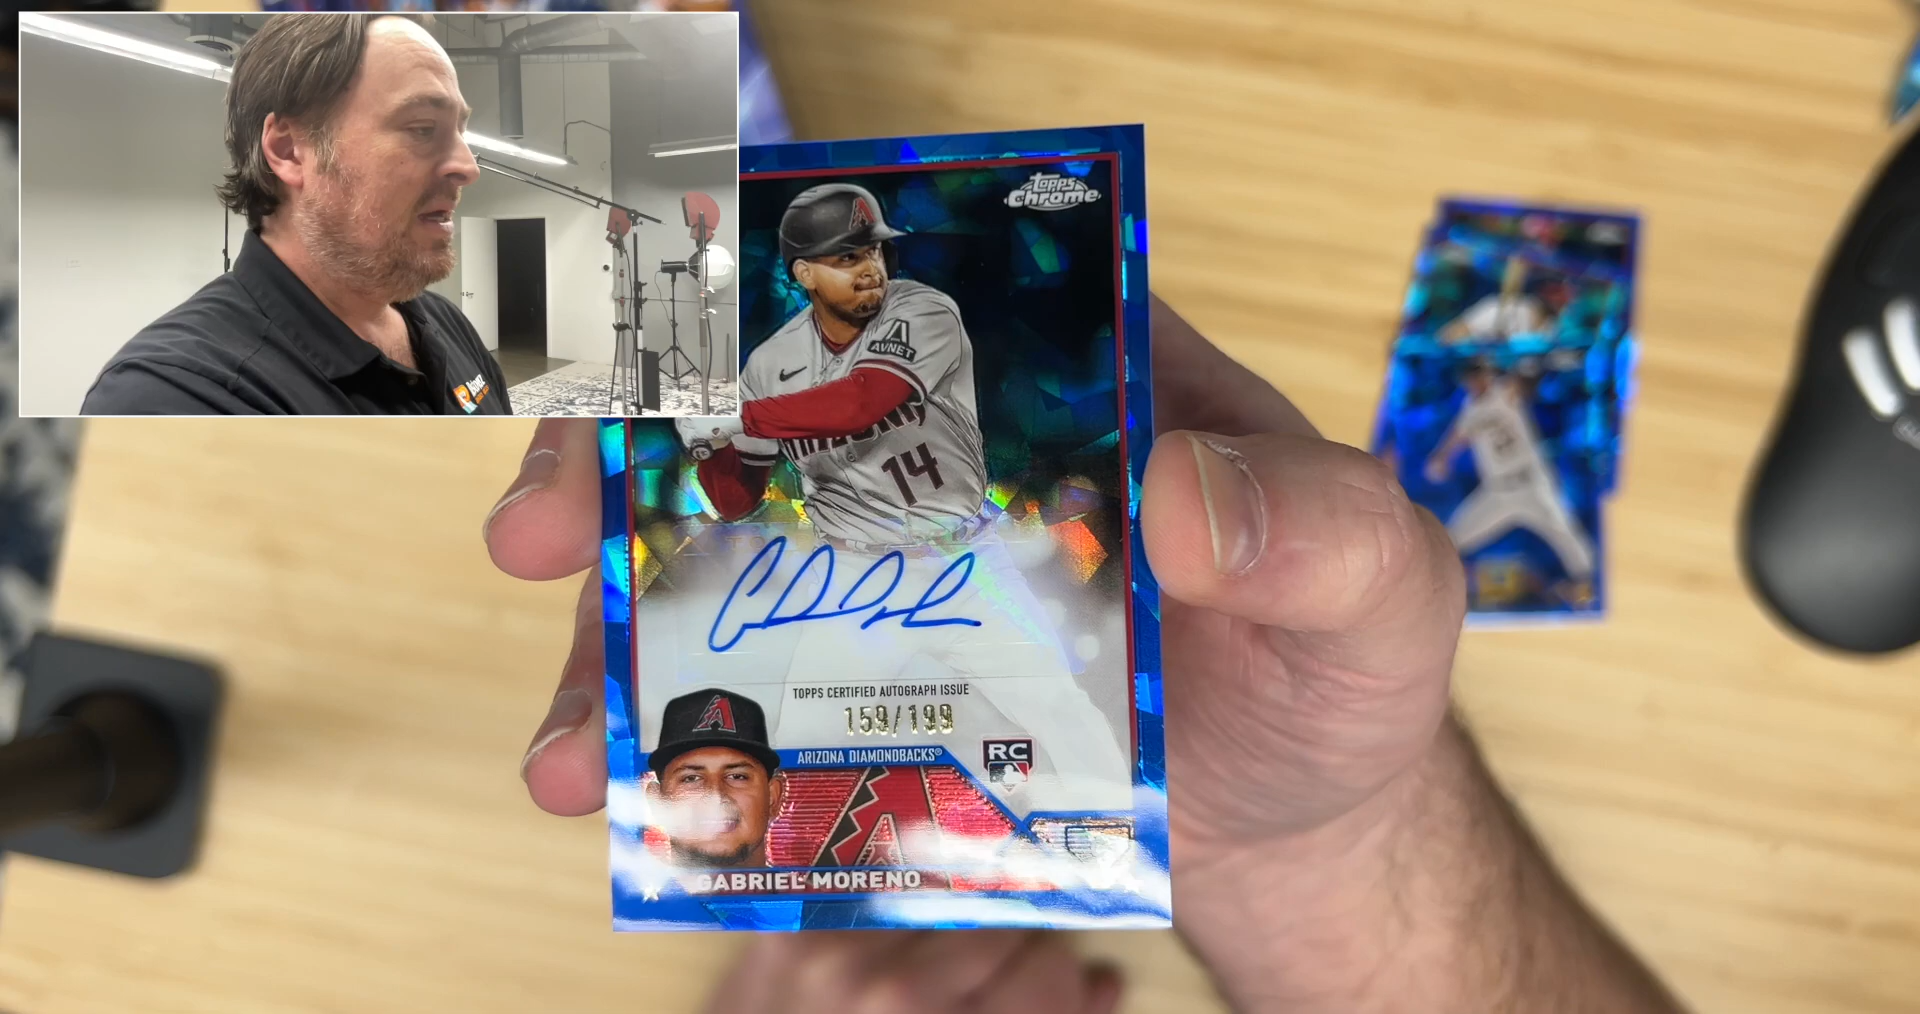 Topps
Chrome
AVNET
14
TOPPS CERTIFIED AUTOGRAPH ISSUE
159/199
ARIZONA DIAMONDBACKS®
RC
GABRIEL MORENO